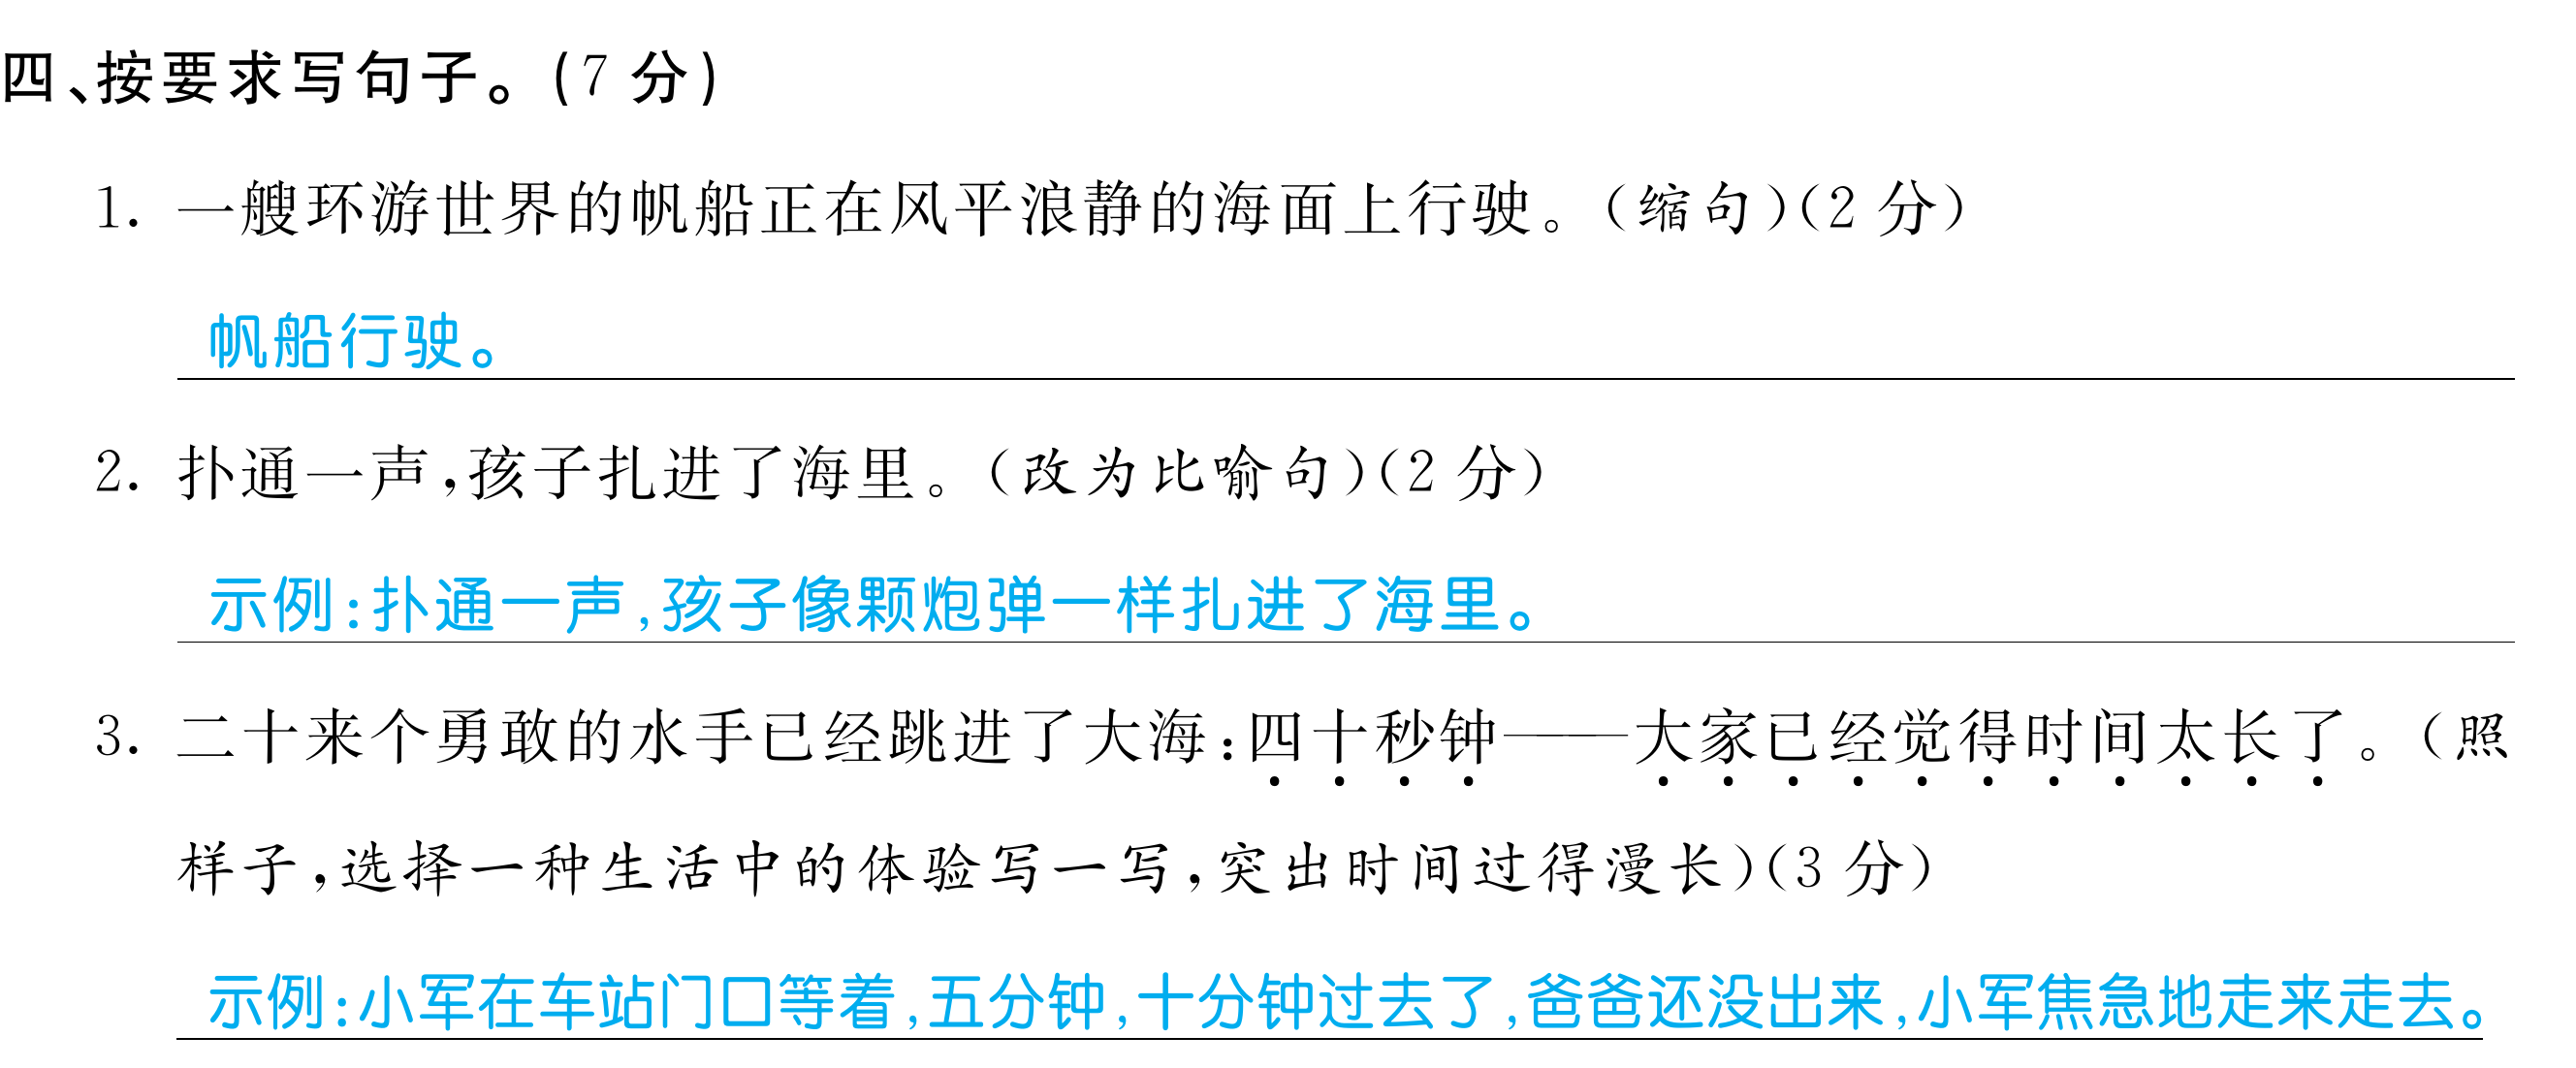 四、按要求写句子。(7 分)
1. 一艘环游世界的帆船正在风平浪静的海面上行驶。(缩句)(2 分)
帆船行驶。
2. 扑通一声,孩子扎进了海里。(改为比喻句)(2 分)
示例:扑通一声,孩子像颗炮弹一样扎进了海里。
3. 二十来个勇敢的水手已经跳进了大海:四十秒钟——大家已经觉得时间太长了。(照
样子,选择一种生活中的体验写一写,突出时间过得漫长)(3 分)
示例:小军在车站门口等着,五分钟,十分钟过去了,爸爸还没出来,小军焦急地走来走去。